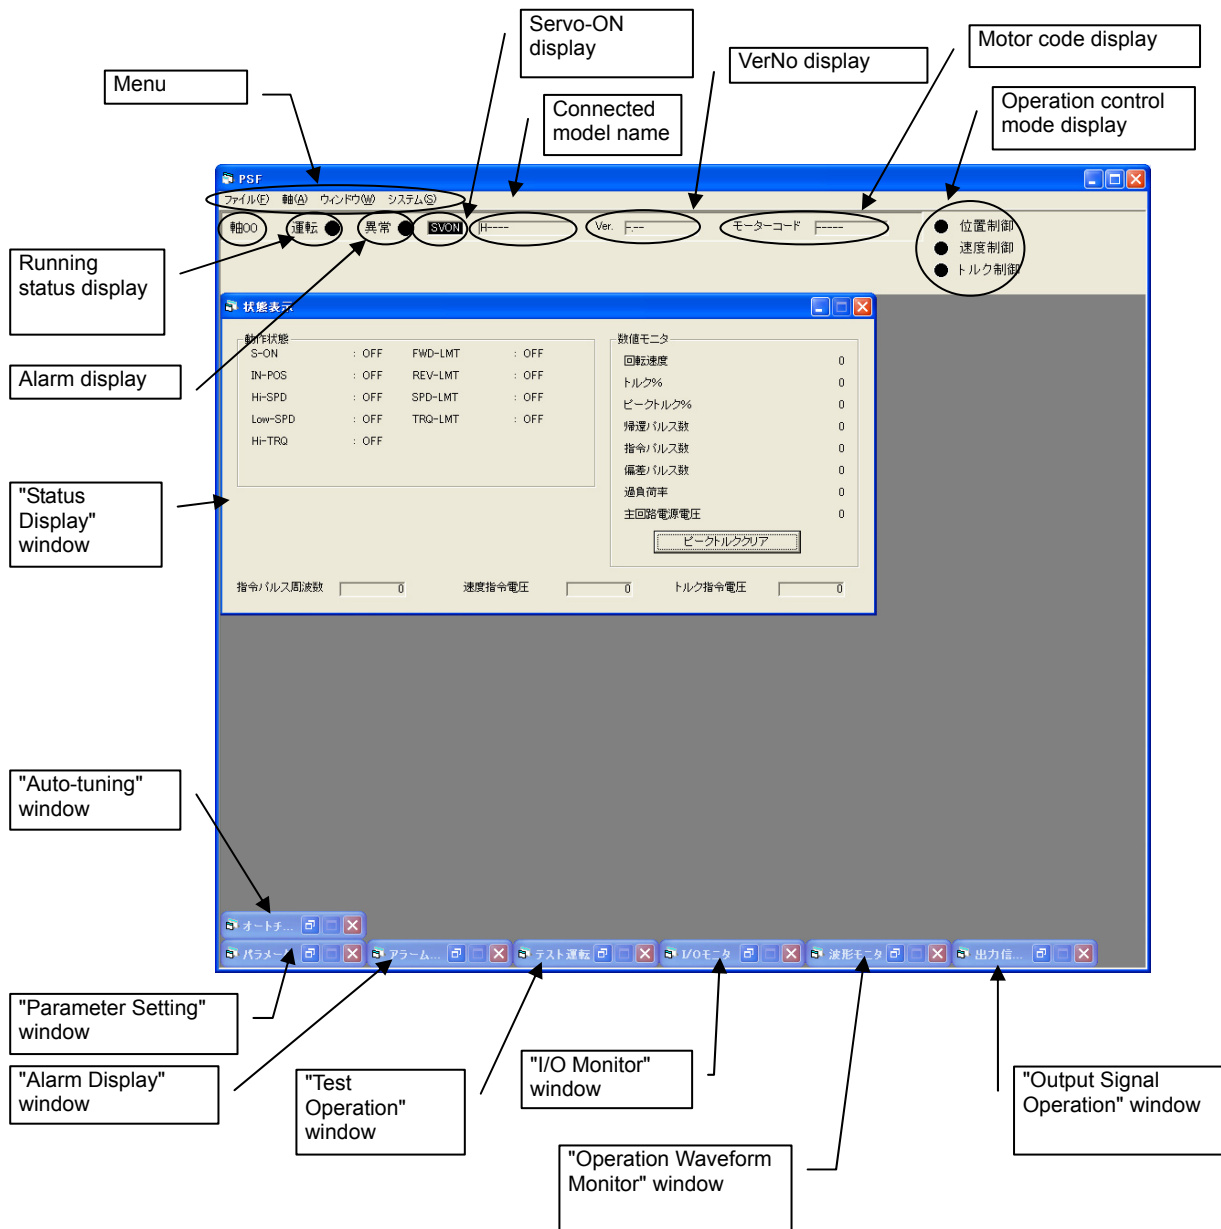 Servo-ON
display
Motor code display
VerNo display
Menu
Connected
model name
Operation control
mode display
PSF
ファイル(F) 軸(A) ウィンドウ(W) システム(S)
軸00 運転 異常 SVON H---- Ver. -.-- モーターコード -----
位置制御
速度制御
トルク制御
Running
status display
Alarm display
"Status
Display"
window
状態表示
動作状態
S-ON : OFF FWD-LMT : OFF
IN-POS : OFF REV-LMT : OFF
Hi-SPD : OFF SPD-LMT : OFF
Low-SPD : OFF TRQ-LMT : OFF
Hi-TRQ : OFF
数値モニタ
回転速度 0
トルク% 0
ピークトルク% 0
帰還パルス数 0
指令パルス数 0
偏差パルス数 0
過負荷率 0
主回路電源電圧 0
ピークトルククリア
指令パルス周波数 0 速度指令電圧 0 トルク指令電圧 0
"Auto-tuning"
window
オートチ...
パラメー... アラーム... テスト運転 I/Oモニタ 波形モニタ 出力信...
"Parameter Setting"
window
"Alarm Display"
window
"Test
Operation"
window
"I/O Monitor"
window
"Operation Waveform
Monitor" window
"Output Signal
Operation" window